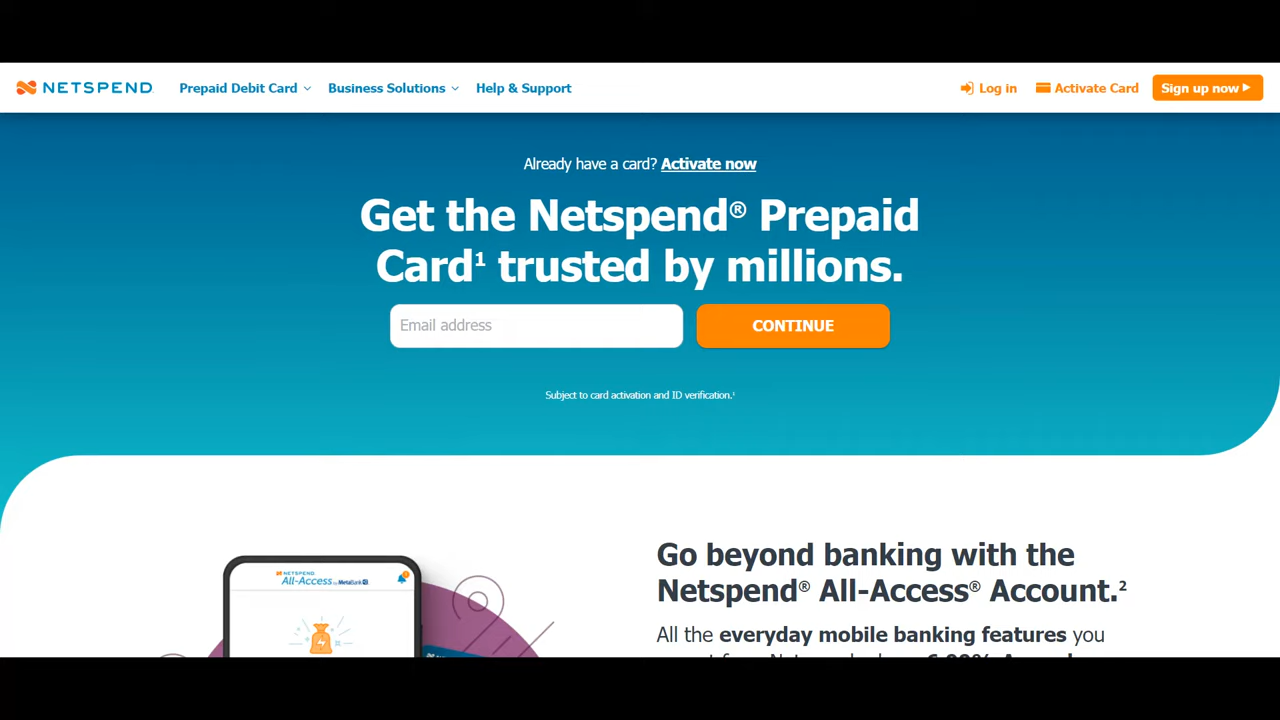 NETSPEND Prepaid Debit Card Business Solutions Help & Support Log in Activate Card Sign up now
Already have a card? Activate now
Get the Netspend® Prepaid
Card¹ trusted by millions.
Email address CONTINUE
Subject to card activation and ID verification.¹
Go beyond banking with the
Netspend® All-Access® Account.²
NETSPEND
All-Access by MetaBank
All the everyday mobile banking features you